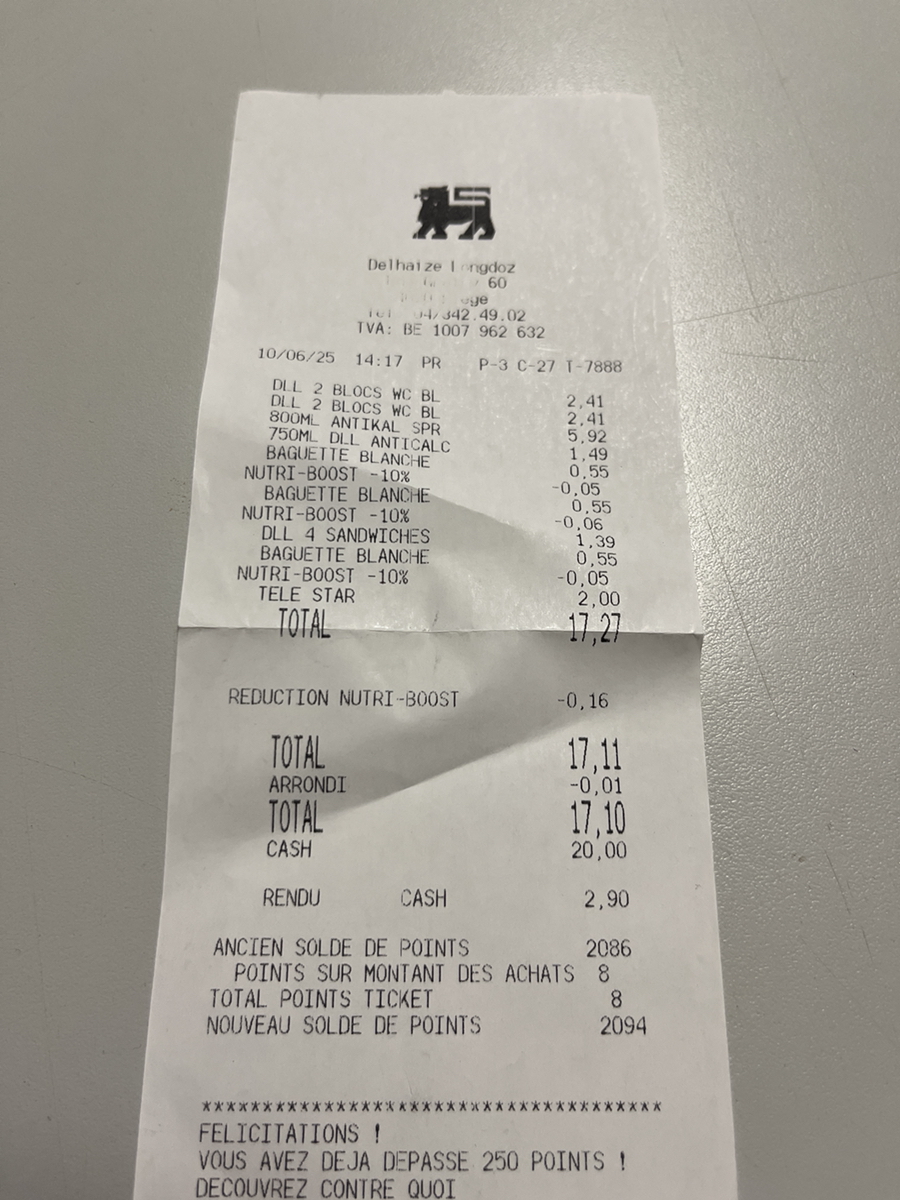 Delhaize
60
342.49.02
TVA: BE 1007 962 632
10/06/25 14:17 PR P-3 C-27 T-7888
DLL 2 BLOCS WC BL 2,41
DLL 2 BLOCS WC BL 2,41
800ML ANTIKAL SPR 5,92
750ML DLL ANTICALC 1,49
BAGUETTE BLANCHE 0,55
NUTRI-BOOST -10% -0,05
BAGUETTE BLANCHE 0,55
NUTRI-BOOST -10% -0,06
DLL 4 SANDWICHES 1,39
BAGUETTE BLANCHE 0,55
NUTRI-BOOST -10% -0,05
TELE STAR 2,00
TOTAL 17,27
REDUCTION NUTRI-BOOST -0,16
TOTAL 17,11
ARRONDI -0,01
TOTAL 17,10
CASH 20,00
RENDU CASH 2,90
ANCIEN SOLDE DE POINTS 2086
POINTS SUR MONTANT DES ACHATS 8
TOTAL POINTS TICKET 8
NOUVEAU SOLDE DE POINTS 2094
**************************************
FELICITATIONS !
VOUS AVEZ DEJA DEPASSE 250 POINTS !
DECOUVREZ CONTRE QUOI